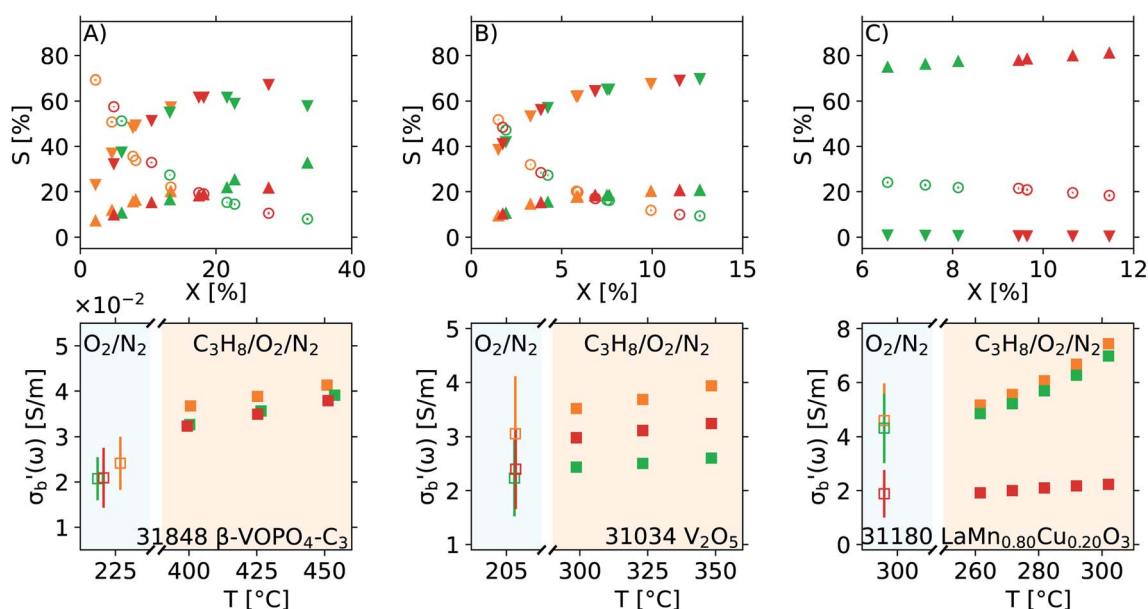 A)
B)
C)
S [%]
80
60
40
20
0
0
20
40
X [%]
S [%]
80
60
40
20
0
0
5
10
15
X [%]
S [%]
80
60
40
20
0
6
8
10
12
X [%]
×10⁻²
O₂/N₂
C₃H₈/O₂/N₂
σb'(ω) [S/m]
5
4
3
2
1
31848 β-VOPO₄-C₃
225
400
425
450
T [°C]
O₂/N₂
C₃H₈/O₂/N₂
σb'(ω) [S/m]
5
4
3
2
1
31034 V₂O₅
205
300
325
350
T [°C]
O₂/N₂
C₃H₈/O₂/N₂
σb'(ω) [S/m]
8
6
4
2
0
31180 LaMn₀.₈₀Cu₀.₂₀O₃
300
260
280
300
T [°C]